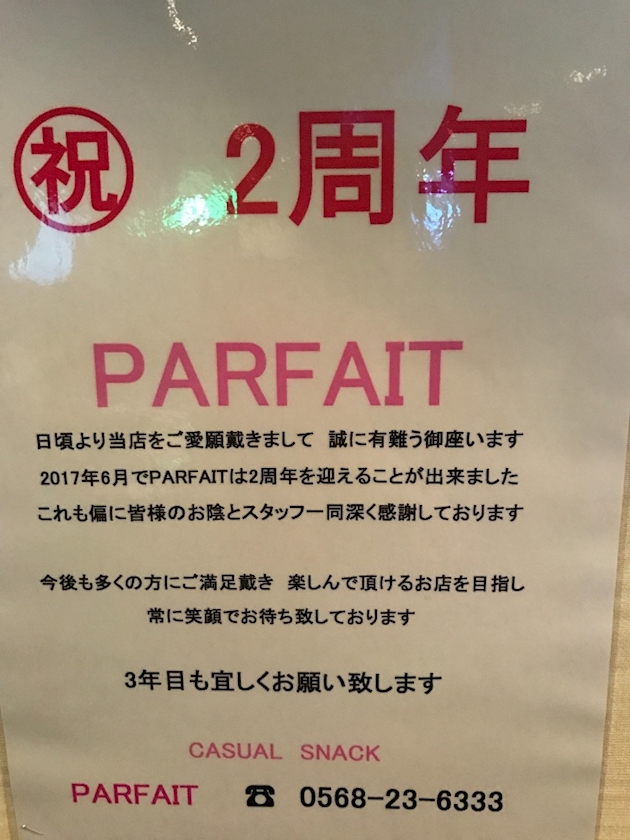 ㊗ 2周年
PARFAIT
日頃より当店をご愛願戴きまして 誠に有難う御座います
2017年6月でPARFAITは2周年を迎えることが出来ました
これも偏に皆様のお陰とスタッフ一同深く感謝しております
今後も多くの方にご満足戴き 楽しんで頂けるお店を目指し
常に笑顔でお待ち致しております
3年目も宜しくお願い致します
CASUAL SNACK
PARFAIT ☎ 0568-23-6333